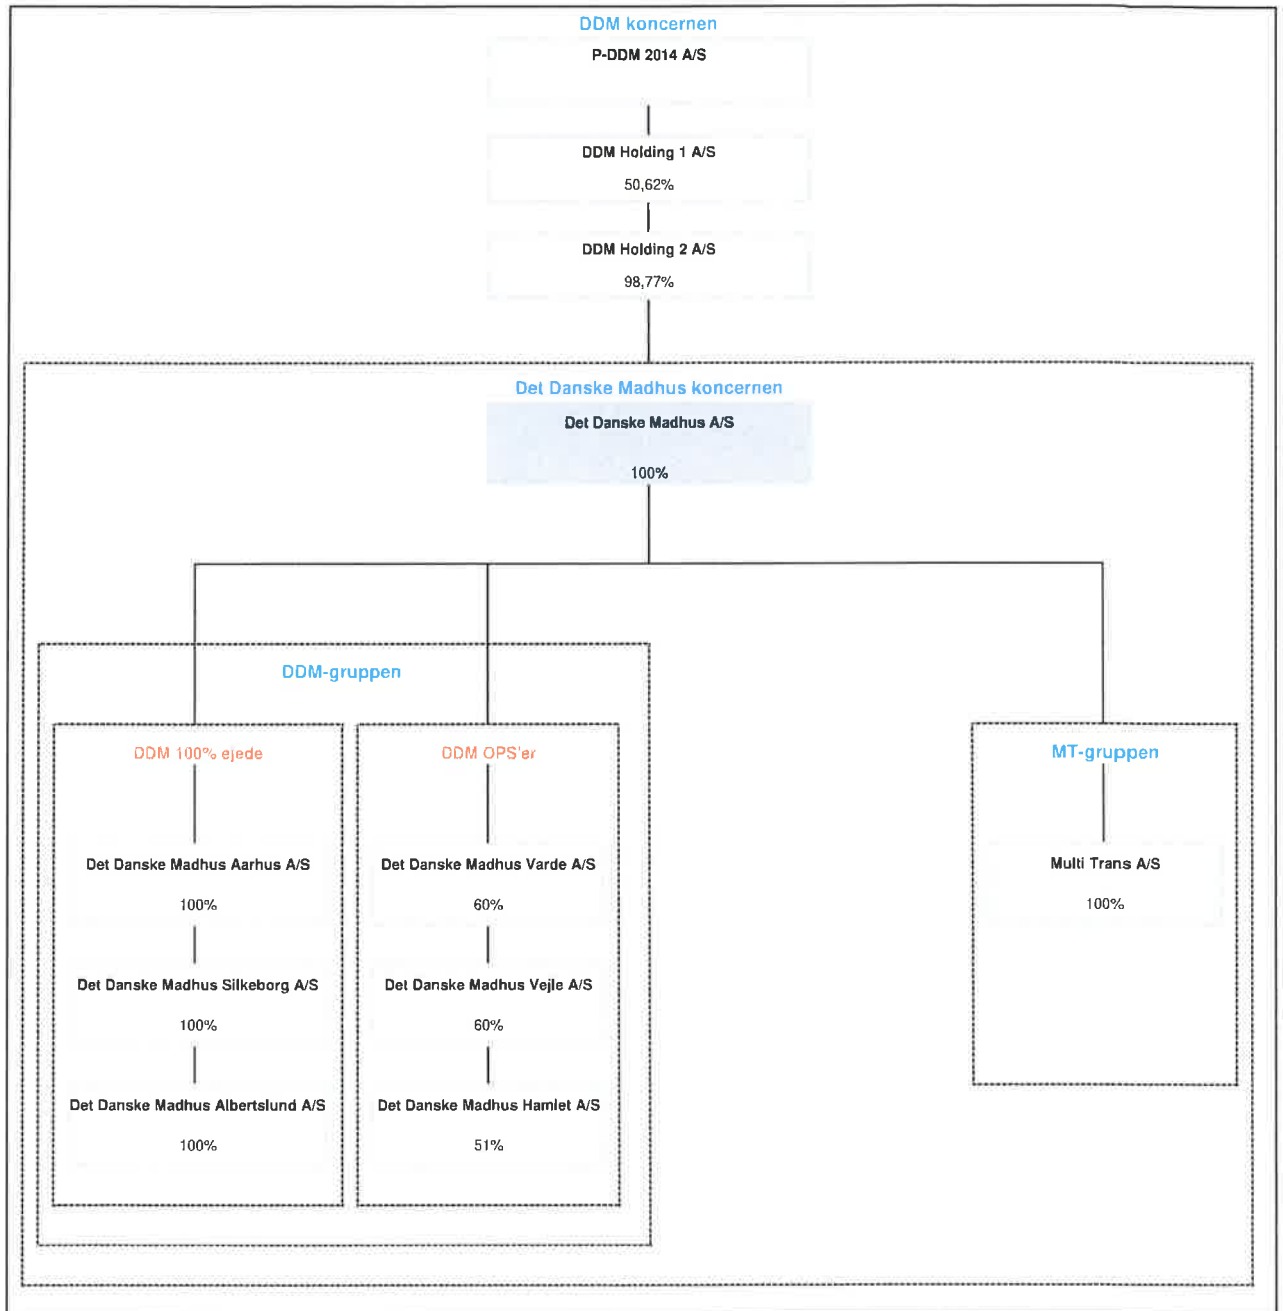 DDM koncernen
P-DDM 2014 A/S
DDM Holding 1 A/S
50,62%
DDM Holding 2 A/S
98,77%
Det Danske Madhus koncernen
Det Danske Madhus A/S
100%
DDM-gruppen
DDM 100% ejede
Det Danske Madhus Aarhus A/S
100%
Det Danske Madhus Silkeborg A/S
100%
Det Danske Madhus Albertslund A/S
100%
DDM OPS'er
Det Danske Madhus Varde A/S
60%
Det Danske Madhus Vejle A/S
60%
Det Danske Madhus Hamlet A/S
51%
MT-gruppen
Multi Trans A/S
100%